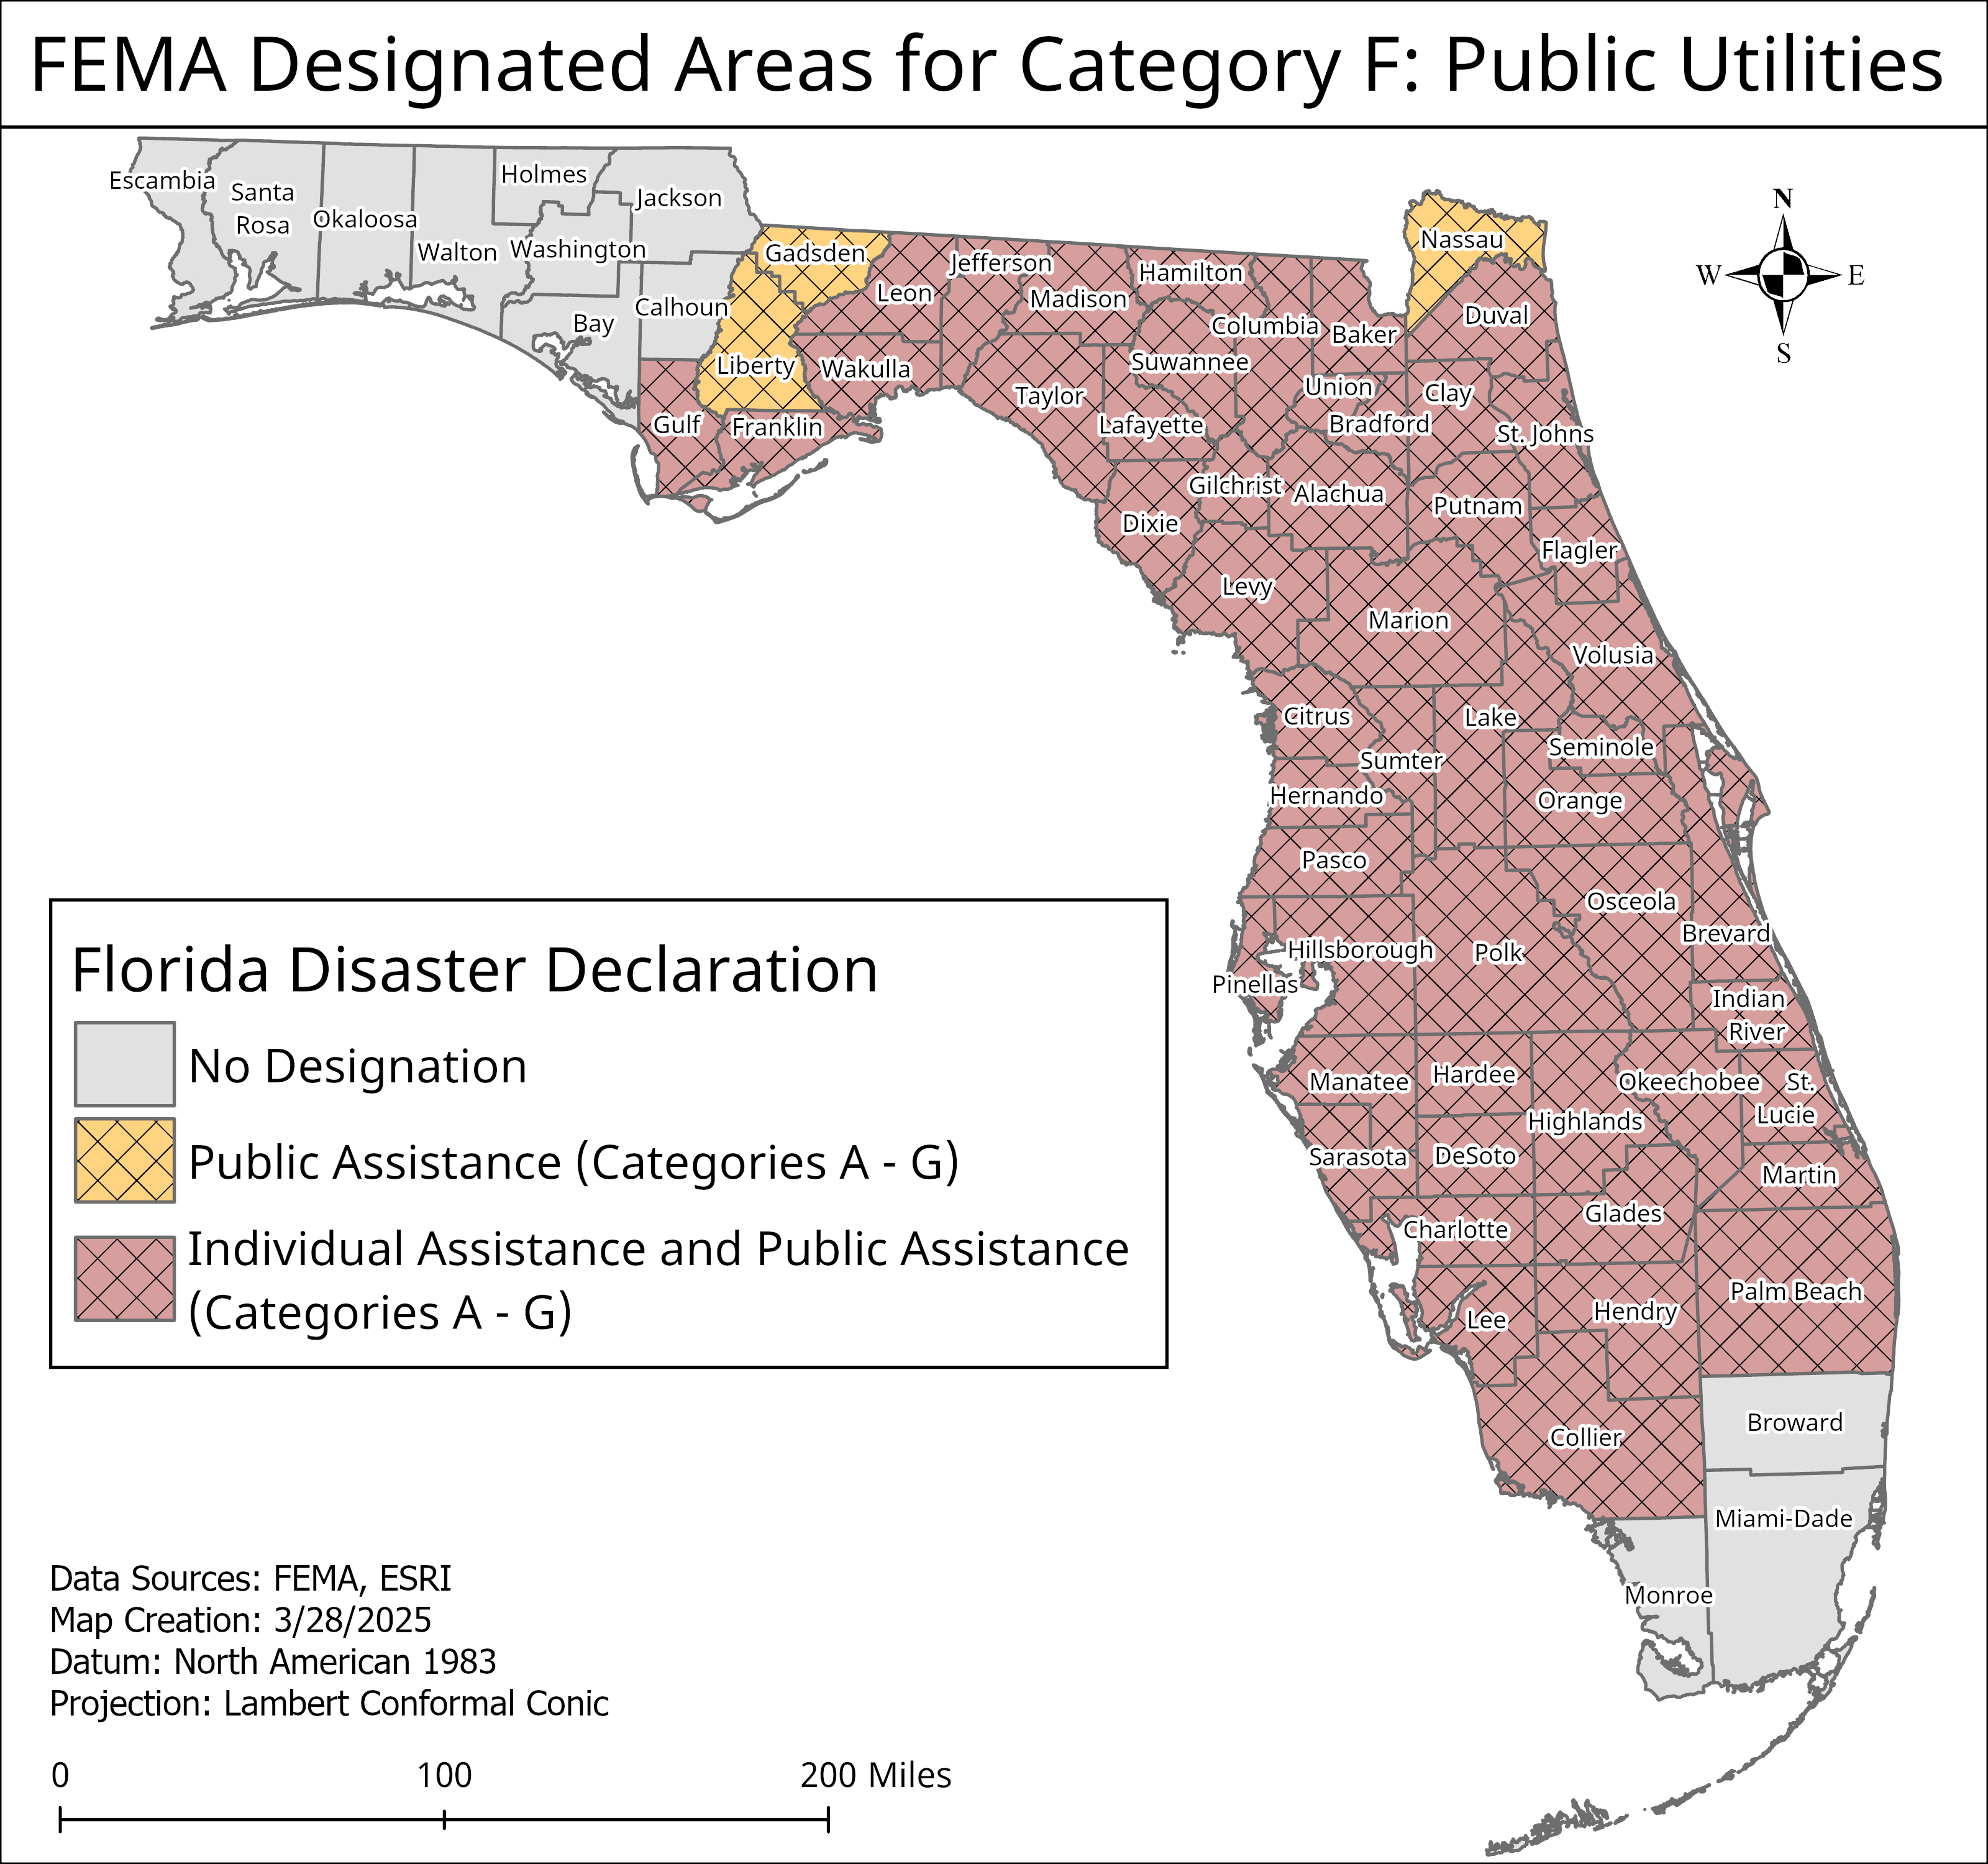 FEMA Designated Areas for Category F: Public Utilities
Escambia
Santa
Rosa
Okaloosa
Walton
Holmes
Washington
Jackson
Bay
Calhoun
Gulf
Liberty
Gadsden
Franklin
Leon
Wakulla
Jefferson
Madison
Taylor
Hamilton
Suwannee
Lafayette
Columbia
Baker
Nassau
Duval
Union
Bradford
Clay
St. Johns
Dixie
Gilchrist
Alachua
Putnam
Flagler
Levy
Marion
Volusia
Citrus
Sumter
Lake
Seminole
Hernando
Orange
Pasco
Osceola
Brevard
Hillsborough
Polk
Pinellas
Indian
River
Manatee
Hardee
Okeechobee
St.
Lucie
Highlands
Sarasota
DeSoto
Martin
Charlotte
Glades
Lee
Hendry
Palm Beach
Collier
Broward
Miami-Dade
Monroe
N
W
E
S
Florida Disaster Declaration
No Designation
Public Assistance (Categories A - G)
Individual Assistance and Public Assistance
(Categories A - G)
Data Sources: FEMA, ESRI
Map Creation: 3/28/2025
Datum: North American 1983
Projection: Lambert Conformal Conic
0 100 200 Miles